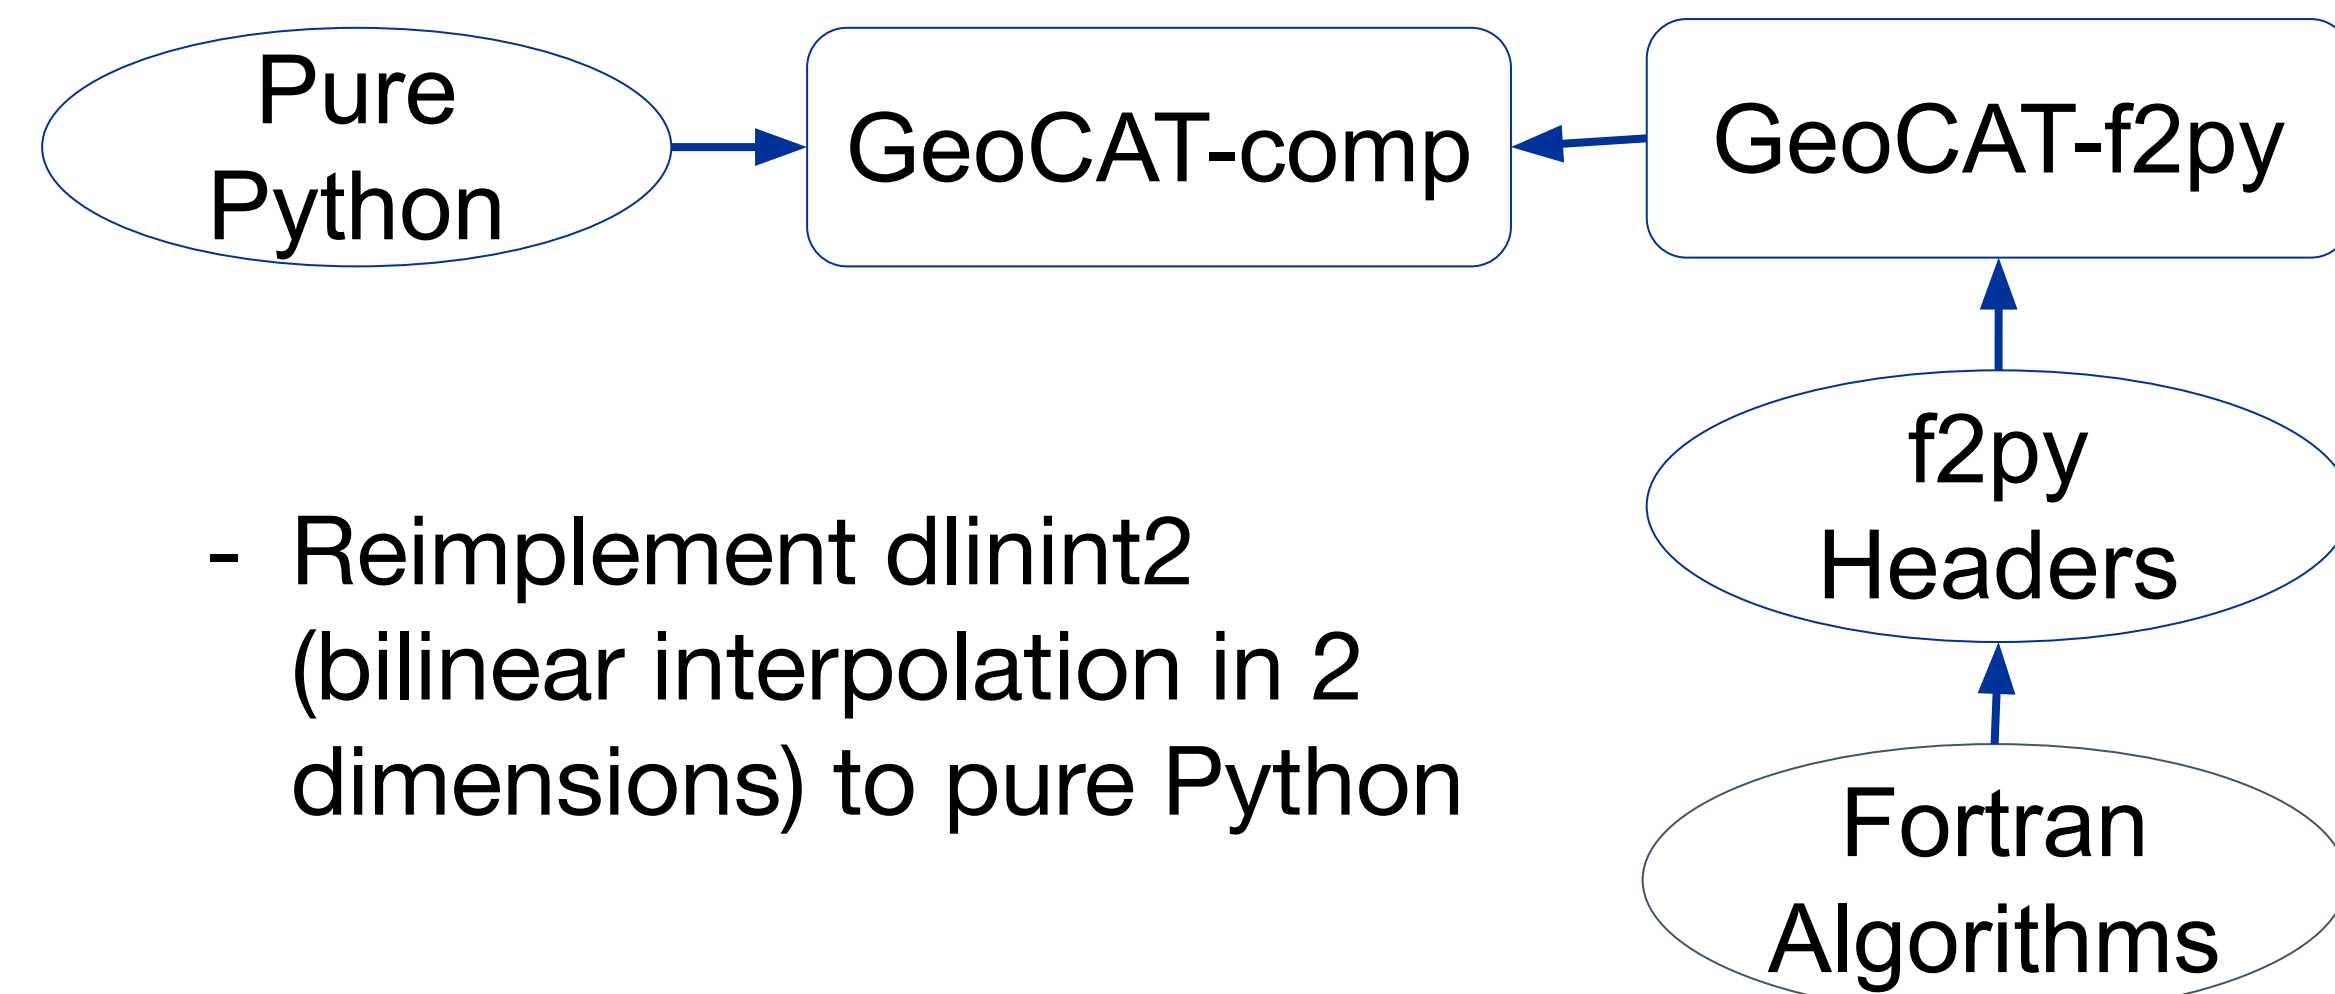 Pure
Python
GeoCAT-comp
GeoCAT-f2py
f2py
Headers
- Reimplement dlinint2
(bilinear interpolation in 2
dimensions) to pure Python
Fortran
Algorithms